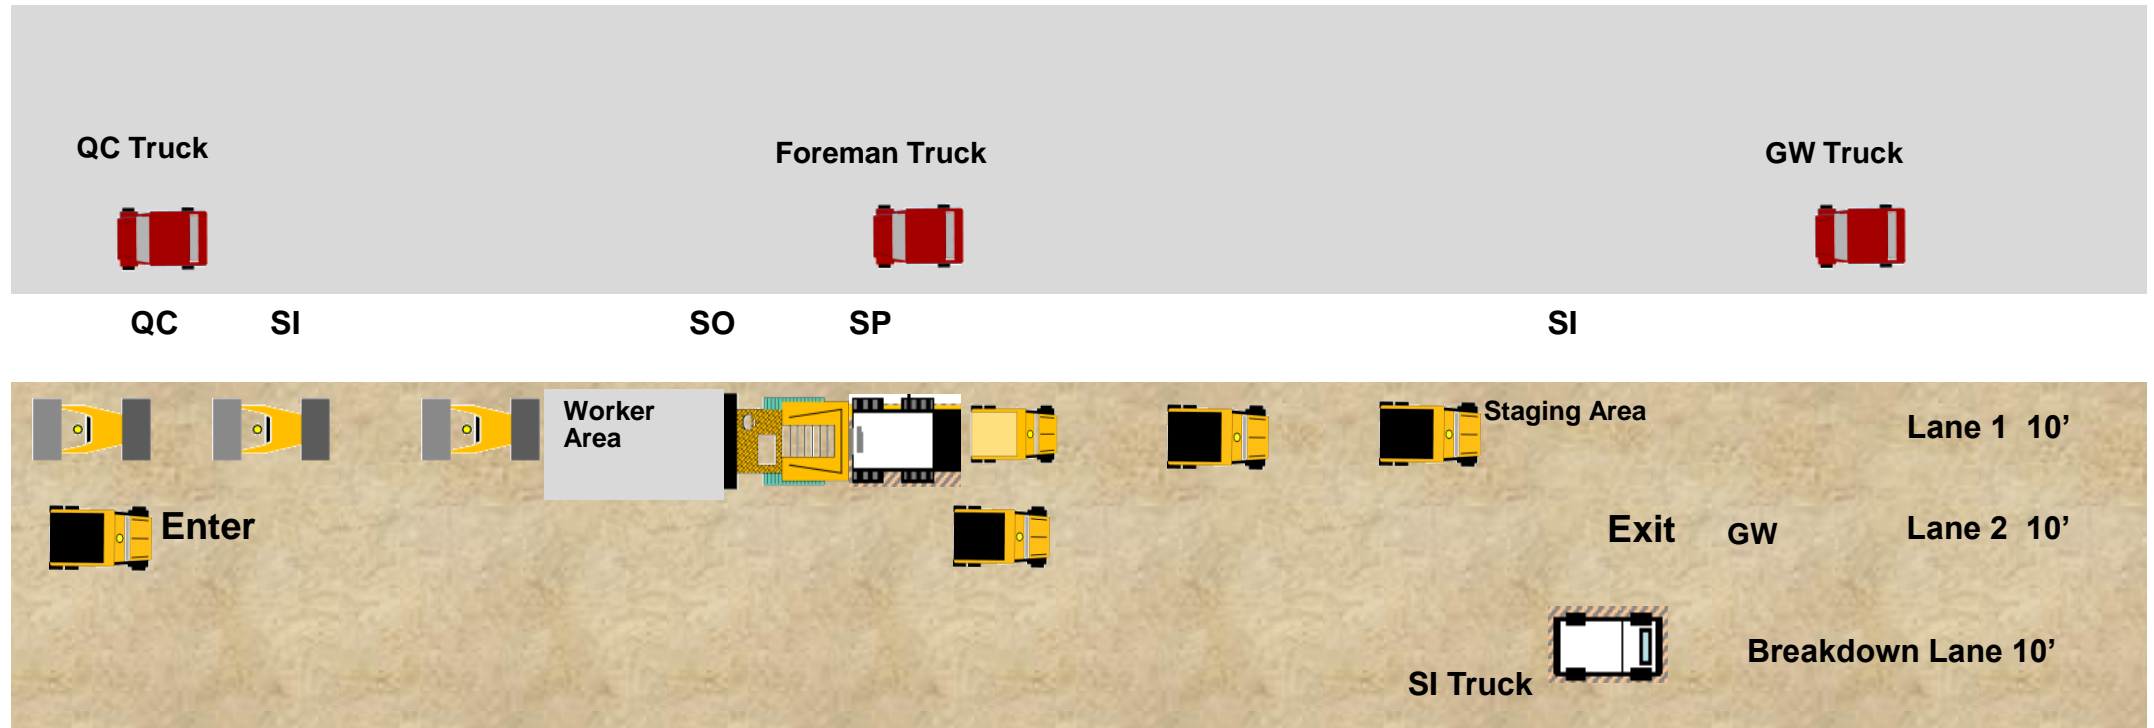 QC Truck
Foreman Truck
GW Truck
QC
SI
SO
SP
SI
Worker
Area
Staging Area
Lane 1  10’
Enter
Exit
GW
Lane 2  10’
Breakdown Lane 10’
SI Truck